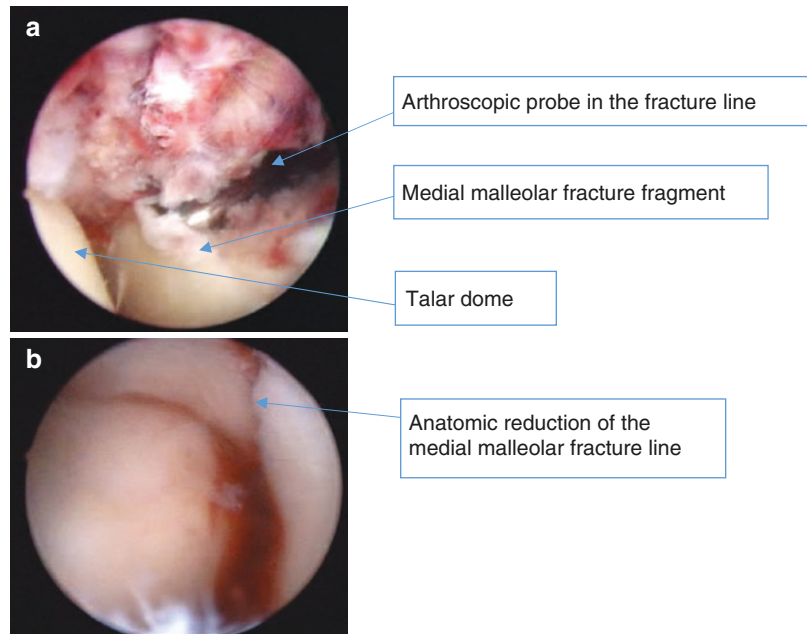 a
Arthroscopic probe in the fracture line
Medial malleolar fracture fragment
Talar dome
b
Anatomic reduction of the
medial malleolar fracture line